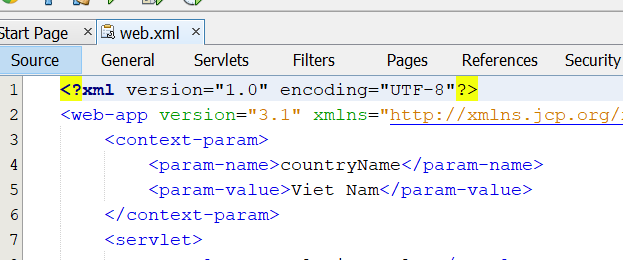 Start Page × web.xml ×
Source General Servlets Filters Pages References Security
1 <?xml version="1.0" encoding="UTF-8"?>
2 <web-app version="3.1" xmlns="http://xmlns.jcp.org/
3 <context-param>
4 <param-name>countryName</param-name>
5 <param-value>Viet Nam</param-value>
6 </context-param>
7 <servlet>